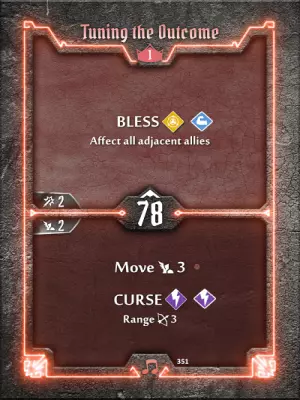 Tuning the Outcome
1
BLESS
Affect all adjacent allies
2
78
2
Move 3
CURSE
Range 3
351